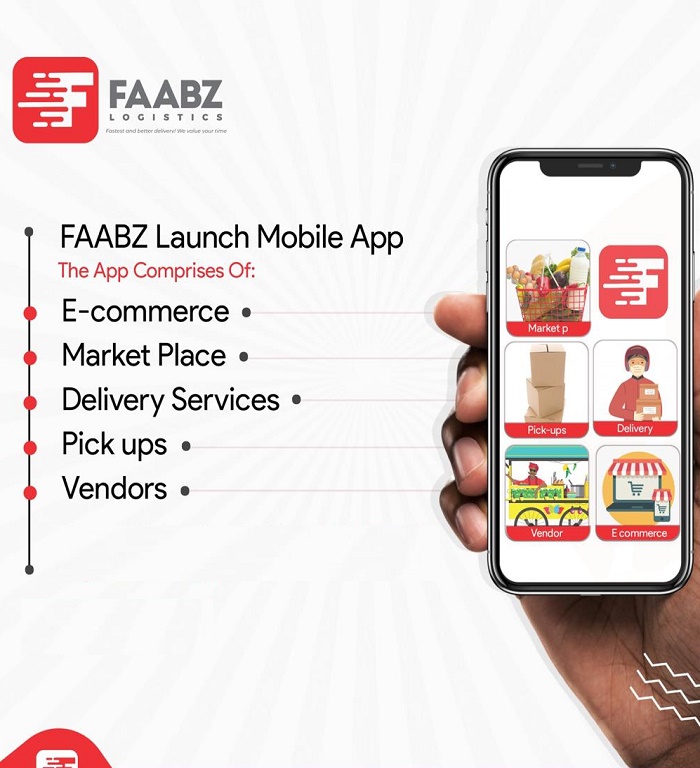 FAABZ
LOGISTICS
Fastest and better delivery! We value your time
FAABZ Launch Mobile App
The App Comprises Of:
E-commerce
Market Place
Delivery Services
Pick ups
Vendors
Market p
Pick-ups
Delivery
Vendor
E commerce